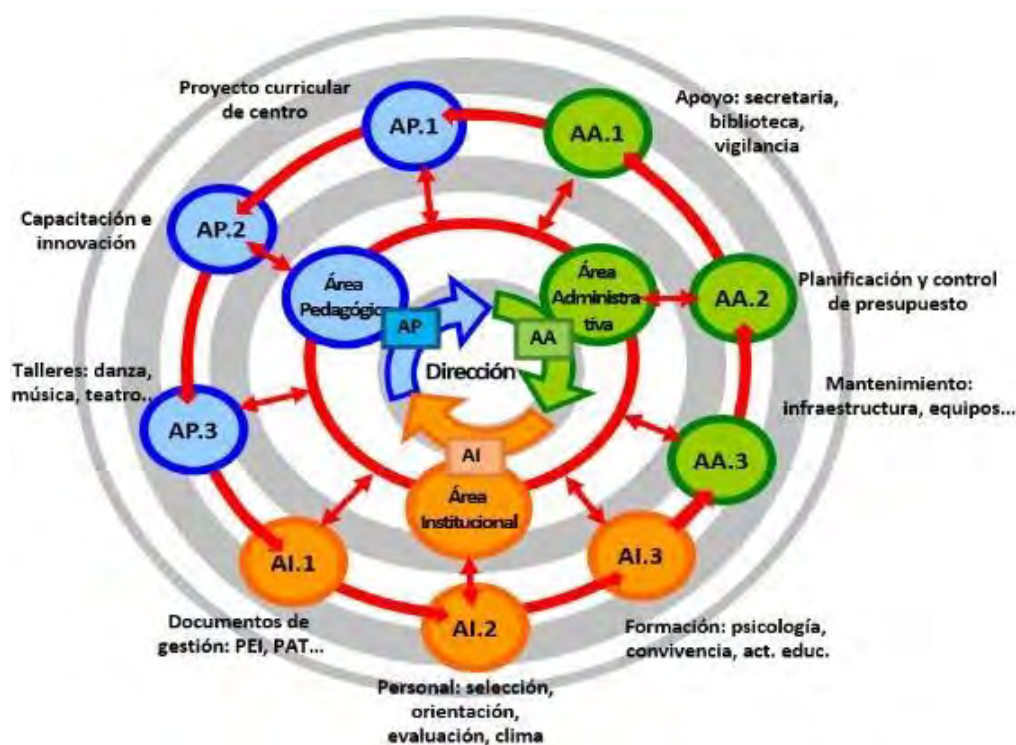 Proyecto curricular
de centro
AP.1
AA.1
Apoyo: secretaria,
biblioteca,
vigilancia
Capacitación e
innovación
AP.2
Área
Pedagógic
Área
Administra
tiva
AA.2
Planificación y control
de presupuesto
AP
AA
Dirección
Talleres: danza,
música, teatro..
AP.3
Mantenimiento:
infraestructura, equipos...
AA.3
AI
Área
Institucional
AI.1
AI.3
AI.2
Documentos de
gestión: PEI, PAT...
Formación: psicología,
convivencia, act. educ.
Personal: selección,
orientación,
evaluación, clima